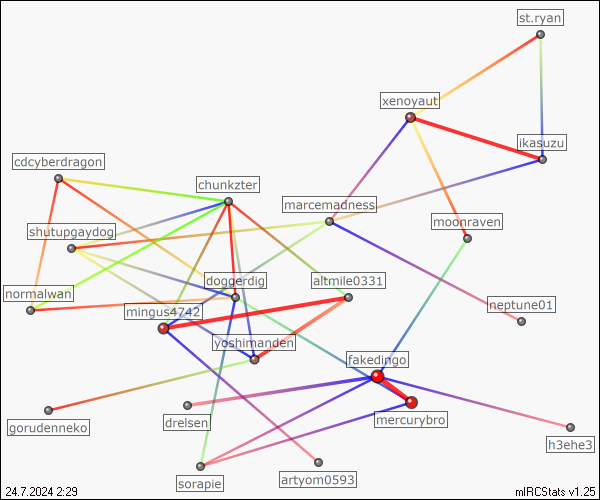 st.ryan
xenoyaut
ikasuzu
cdcyberdragon
chunkzter
marcemadness
moonraven
shutupgaydog
doggerdig
altmile0331
normalwan
mingus4742
neptune01
yoshimanden
fakedingo
mercurybro
gorudenneko
drelsen
h3ehe3
sorapie
artyom0593
24.7.2024 2:29
mIRCStats v1.25